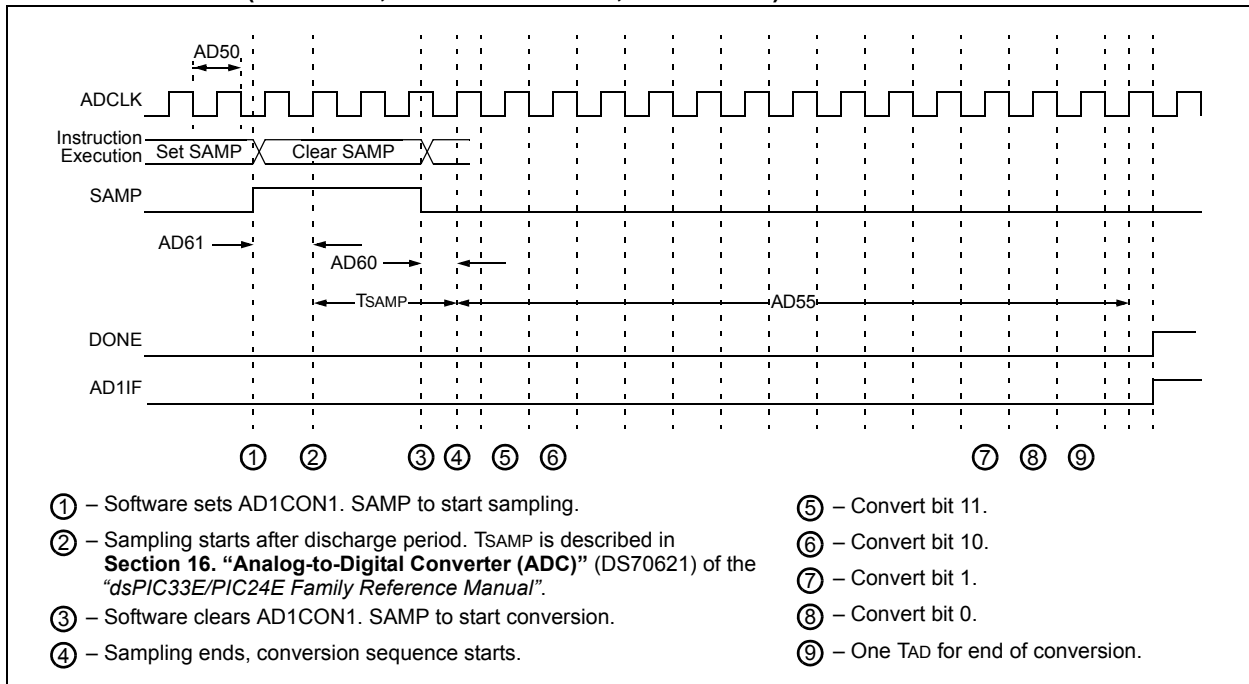 AD50
ADCLK
Instruction
Execution
Set SAMP
Clear SAMP
SAMP
AD61
AD60
TSAMP
AD55
DONE
AD1IF
1 2 3 4 5 6 7 8 9
1 – Software sets AD1CON1. SAMP to start sampling.
2 – Sampling starts after discharge period. TSAMP is described in
Section 16. “Analog-to-Digital Converter (ADC)” (DS70621) of the
“dsPIC33E/PIC24E Family Reference Manual”.
3 – Software clears AD1CON1. SAMP to start conversion.
4 – Sampling ends, conversion sequence starts.
5 – Convert bit 11.
6 – Convert bit 10.
7 – Convert bit 1.
8 – Convert bit 0.
9 – One TAD for end of conversion.